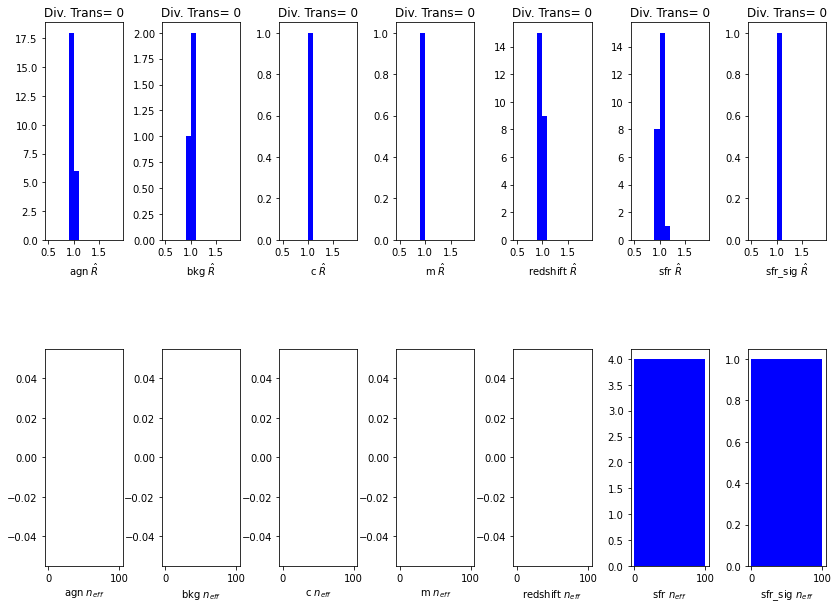 Div. Trans= 0 Div. Trans= 0 Div. Trans= 0 Div. Trans= 0 Div. Trans= 0 Div. Trans= 0 Div. Trans= 0
17.5 15.0 12.5 10.0 7.5 5.0 2.5 0.0
0.5 1.0 1.5
agn R̂
2.00 1.75 1.50 1.25 1.00 0.75 0.50 0.25 0.00
0.5 1.0 1.5
bkg R̂
1.0 0.8 0.6 0.4 0.2 0.0
0.5 1.0 1.5
c R̂
1.0 0.8 0.6 0.4 0.2 0.0
0.5 1.0 1.5
m R̂
14 12 10 8 6 4 2 0
0.5 1.0 1.5
redshift R̂
14 12 10 8 6 4 2 0
0.5 1.0 1.5
sfr R̂
1.0 0.8 0.6 0.4 0.2 0.0
0.5 1.0 1.5
sfr_sig R̂
0.04 0.02 0.00 −0.02 −0.04
0 100
agn n_eff
0.04 0.02 0.00 −0.02 −0.04
0 100
bkg n_eff
0.04 0.02 0.00 −0.02 −0.04
0 100
c n_eff
0.04 0.02 0.00 −0.02 −0.04
0 100
m n_eff
0.04 0.02 0.00 −0.02 −0.04
0 100
redshift n_eff
4.0 3.5 3.0 2.5 2.0 1.5 1.0 0.5 0.0
0 100
sfr n_eff
1.0 0.8 0.6 0.4 0.2 0.0
0 100
sfr_sig n_eff